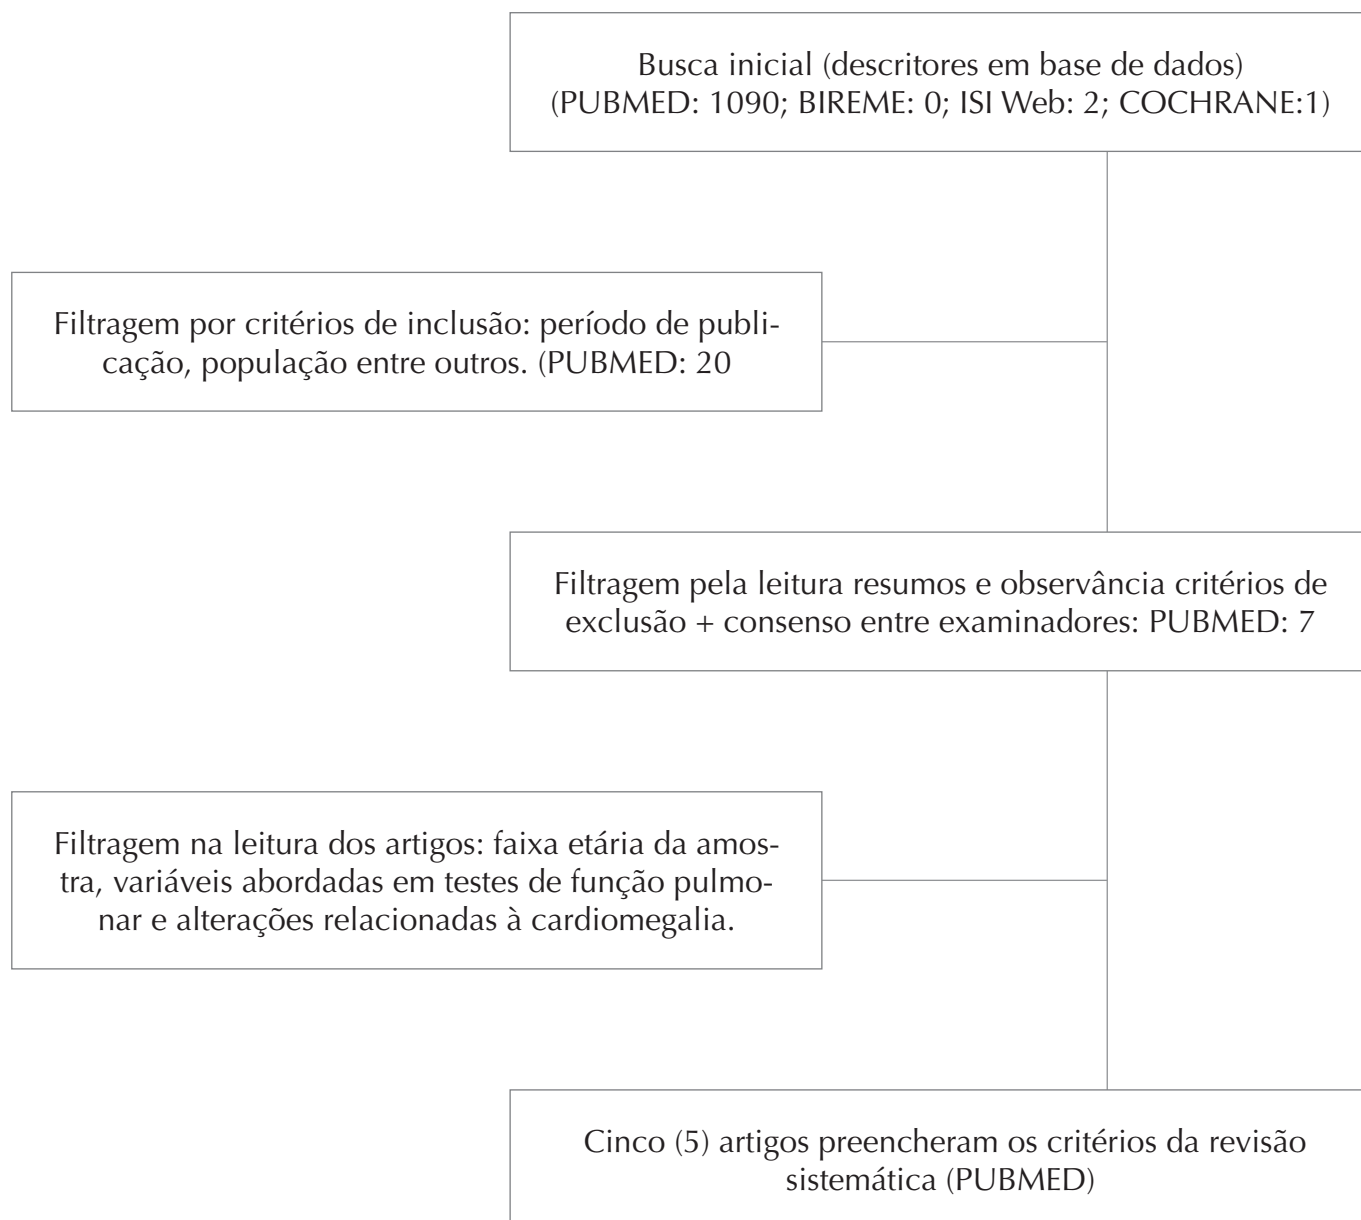 Busca inicial (descritores em base de dados)
(PUBMED: 1090; BIREME: 0; ISI Web: 2; COCHRANE:1)
Filtragem por critérios de inclusão: período de publi-
cação, população entre outros. (PUBMED: 20
Filtragem pela leitura resumos e observância critérios de
exclusão + consenso entre examinadores: PUBMED: 7
Filtragem na leitura dos artigos: faixa etária da amos-
tra, variáveis abordadas em testes de função pulmo-
nar e alterações relacionadas à cardiomegalia.
Cinco (5) artigos preencheram os critérios da revisão
sistemática (PUBMED)